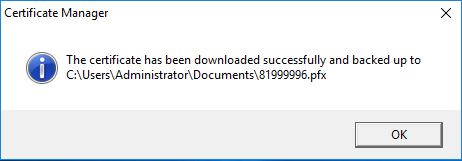 Certificate Manager
The certificate has been downloaded successfully and backed up to
C:\Users\Administrator\Documents\81999996.pfx
OK